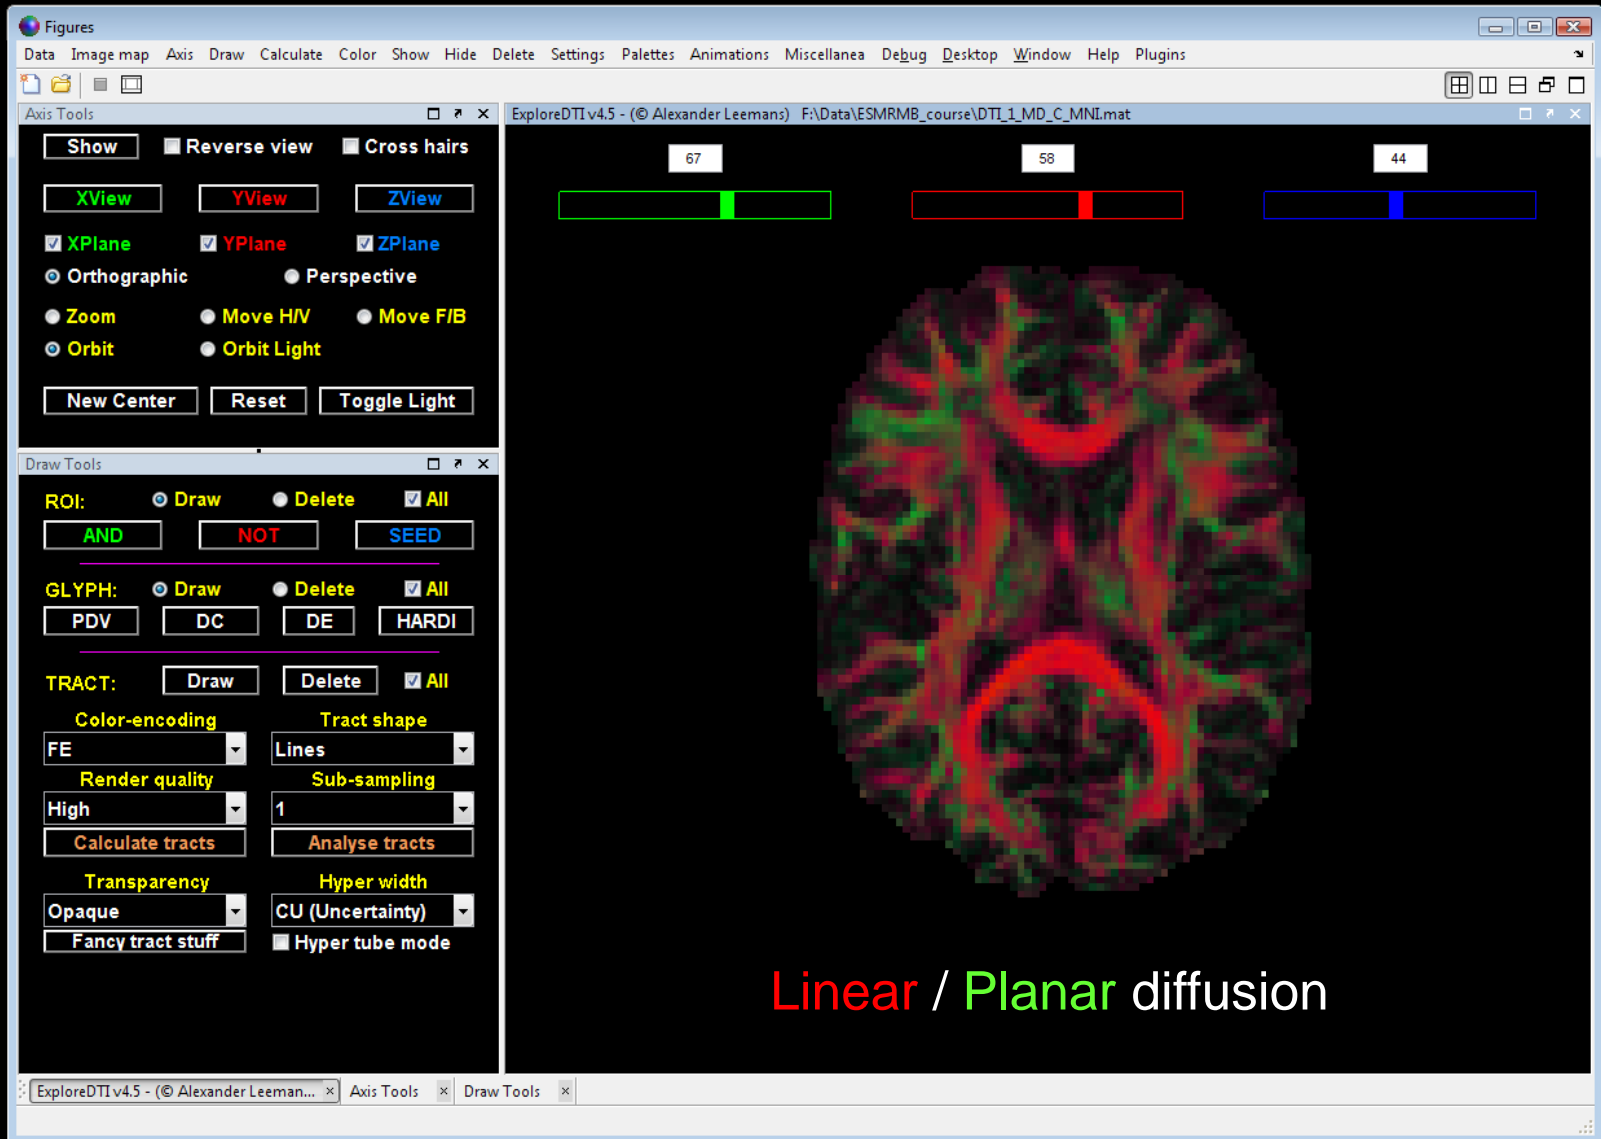 Figures
Data Image map Axis Draw Calculate Color Show Hide Delete Settings Palettes Animations Miscellanea Debug Desktop Window Help Plugins
Axis Tools
Show Reverse view Cross hairs
XView YView ZView
XPlane YPlane ZPlane
Orthographic Perspective
Zoom Move H/V Move F/B
Orbit Orbit Light
New Center Reset Toggle Light
Draw Tools
ROI: Draw Delete All
AND NOT SEED
GLYPH: Draw Delete All
PDV DC DE HARDI
TRACT: Draw Delete All
Color-encoding Tract shape
FE Lines
Render quality Sub-sampling
High 1
Calculate tracts Analyse tracts
Transparency Hyper width
Opaque CU (Uncertainty)
Fancy tract stuff Hyper tube mode
ExploreDTI v4.5 - (© Alexander Leemans) F:\Data\ESMRMB_course\DTI_1_MD_C_MNI.mat
67 58 44
Linear / Planar diffusion
ExploreDTI v4.5 - (© Alexander Leeman... Axis Tools Draw Tools